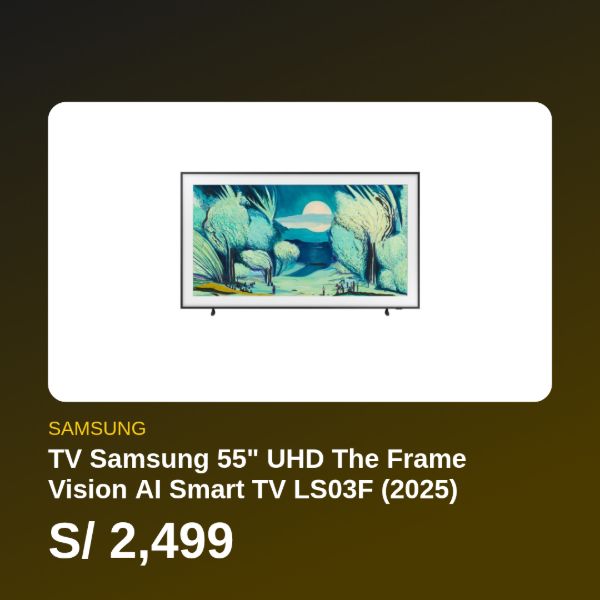 SAMSUNG
TV Samsung 55" UHD The Frame
Vision AI Smart TV LS03F (2025)
S/ 2,499